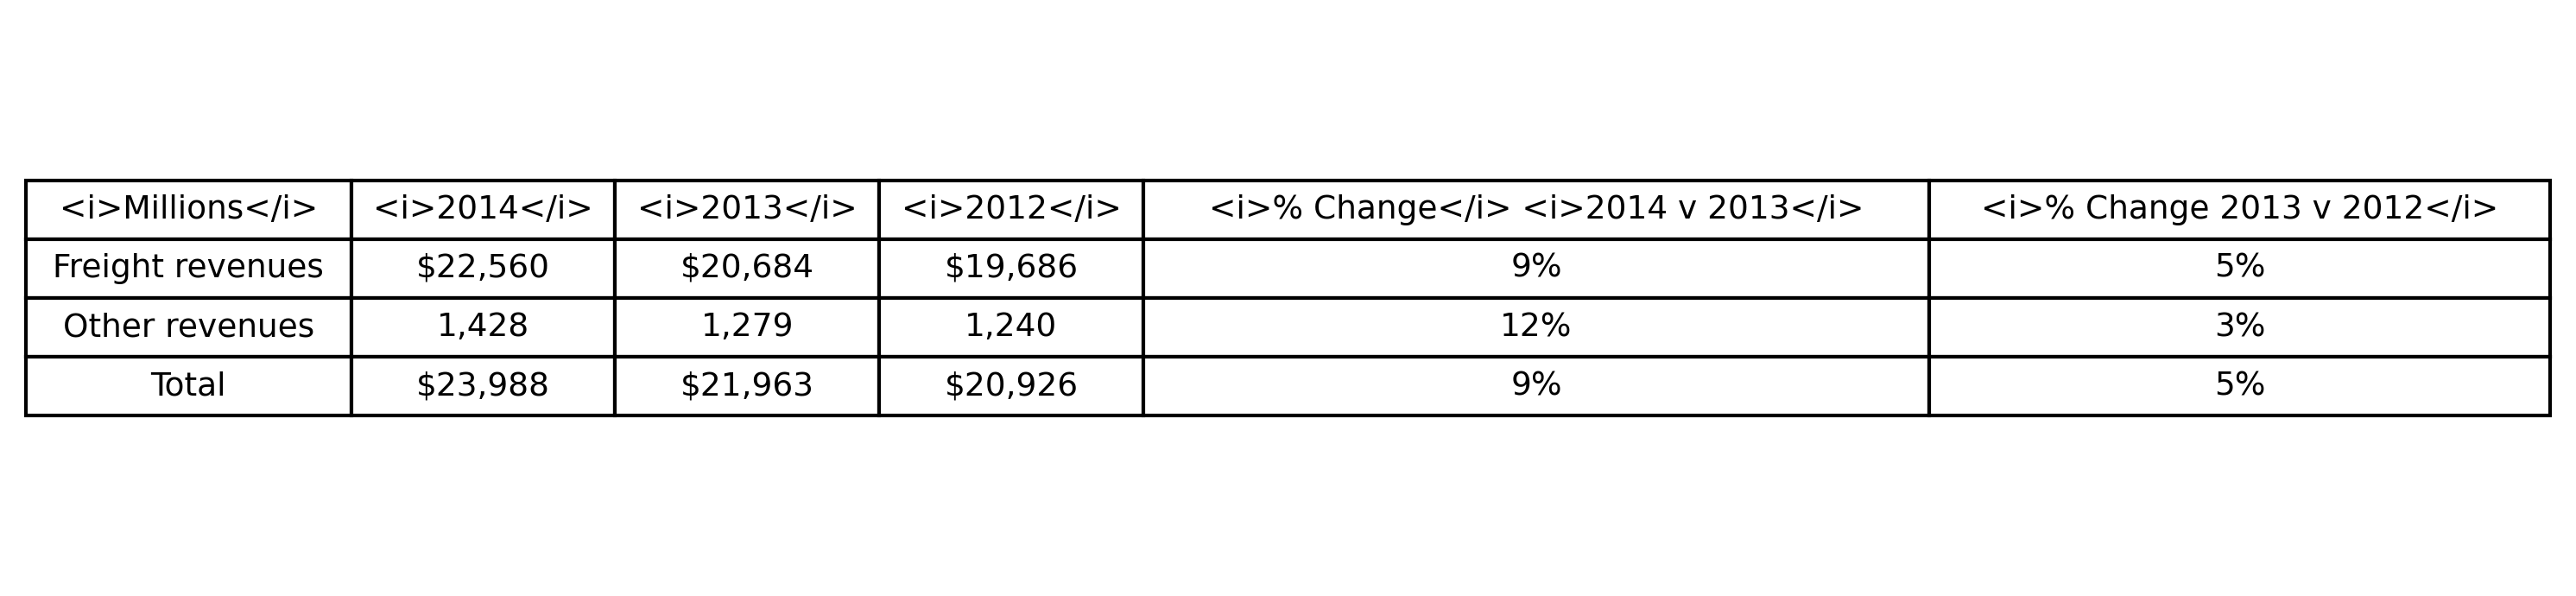 <i>Millions</i> <i>2014</i> <i>2013</i> <i>2012</i> <i>% Change</i> <i>2014 v 2013</i> <i>% Change 2013 v 2012</i>
Freight revenues $22,560 $20,684 $19,686 9% 5%
Other revenues 1,428 1,279 1,240 12% 3%
Total $23,988 $21,963 $20,926 9% 5%